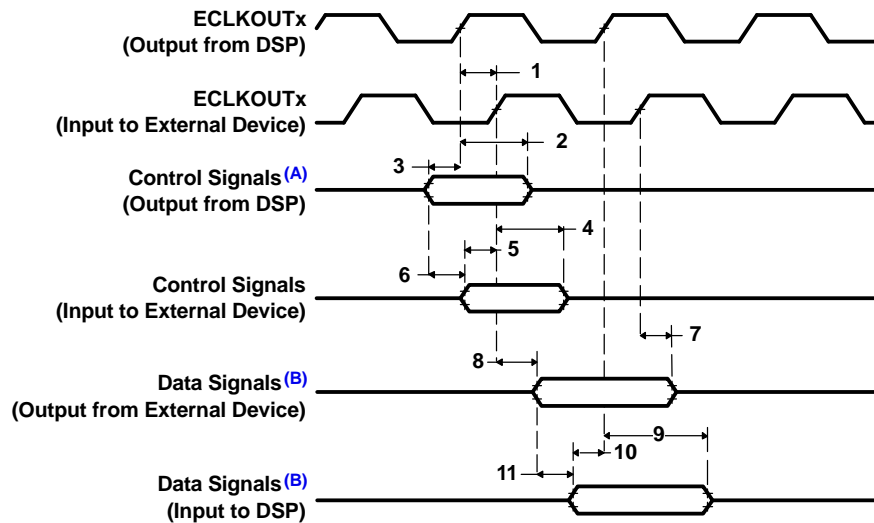 ECLKOUTx
(Output from DSP)
1
ECLKOUTx
(Input to External Device)
2
3
Control Signals(A)
(Output from DSP)
4
5
6
Control Signals
(Input to External Device)
7
8
Data Signals(B)
(Output from External Device)
9
10
11
Data Signals(B)
(Input to DSP)